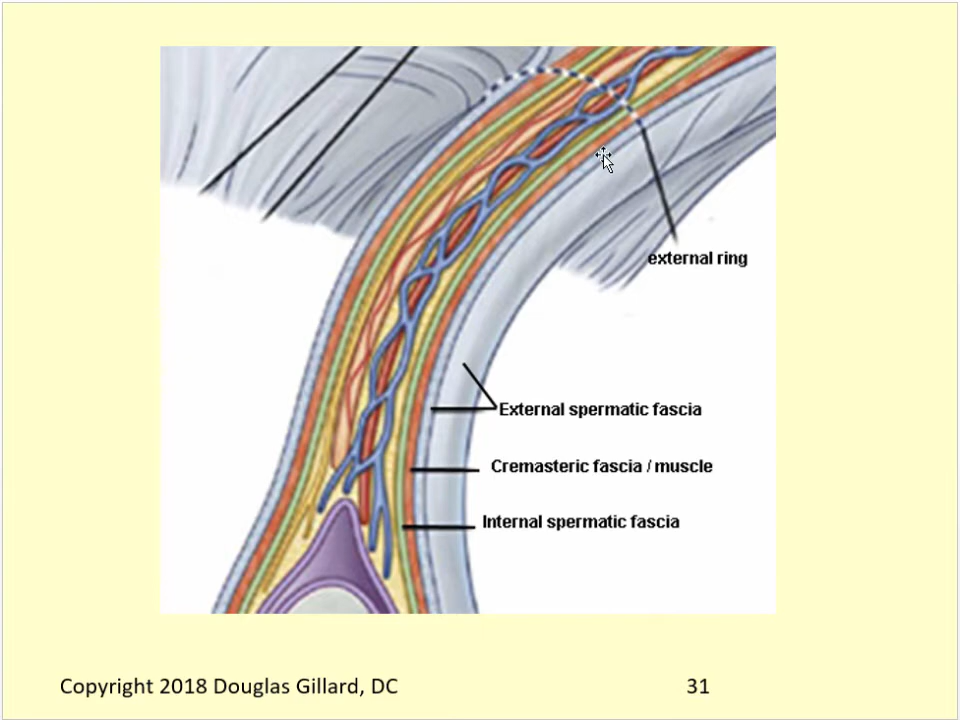 external ring
External spermatic fascia
Cremasteric fascia / muscle
Internal spermatic fascia
Copyright 2018 Douglas Gillard, DC
31